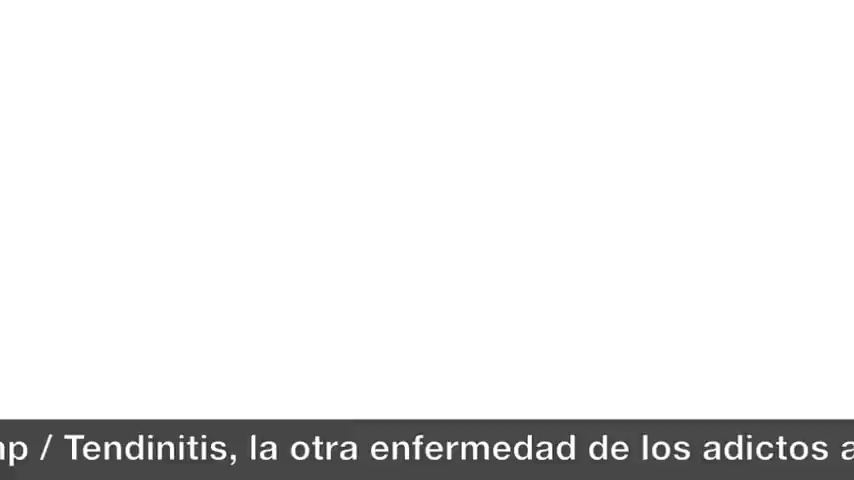 / Tendinitis, la otra enfermedad de los adictos